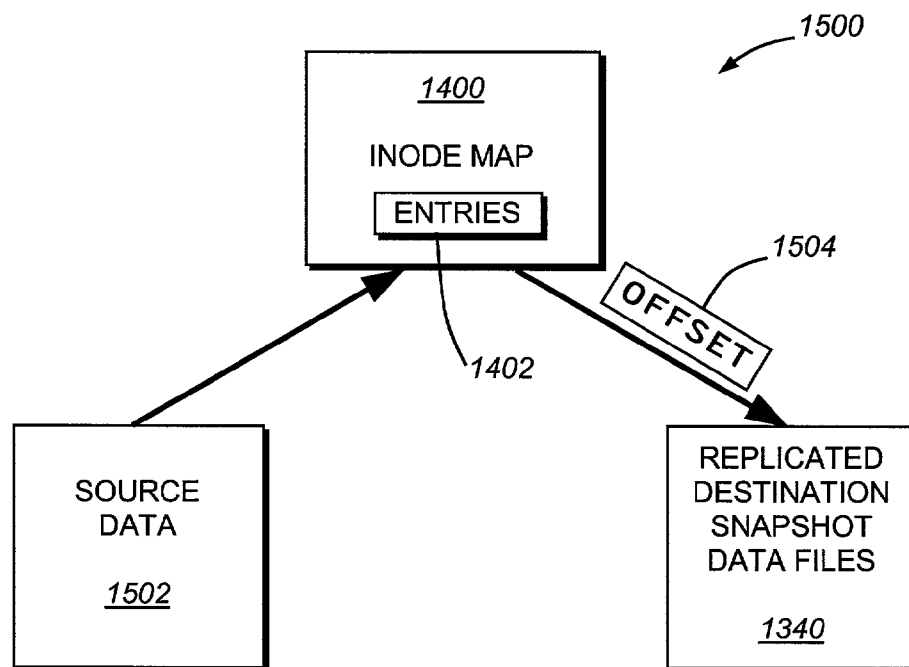 1500
1400
INODE MAP
ENTRIES
1504
OFFSET
1402
SOURCE
DATA
1502
REPLICATED
DESTINATION
SNAPSHOT
DATA FILES
1340